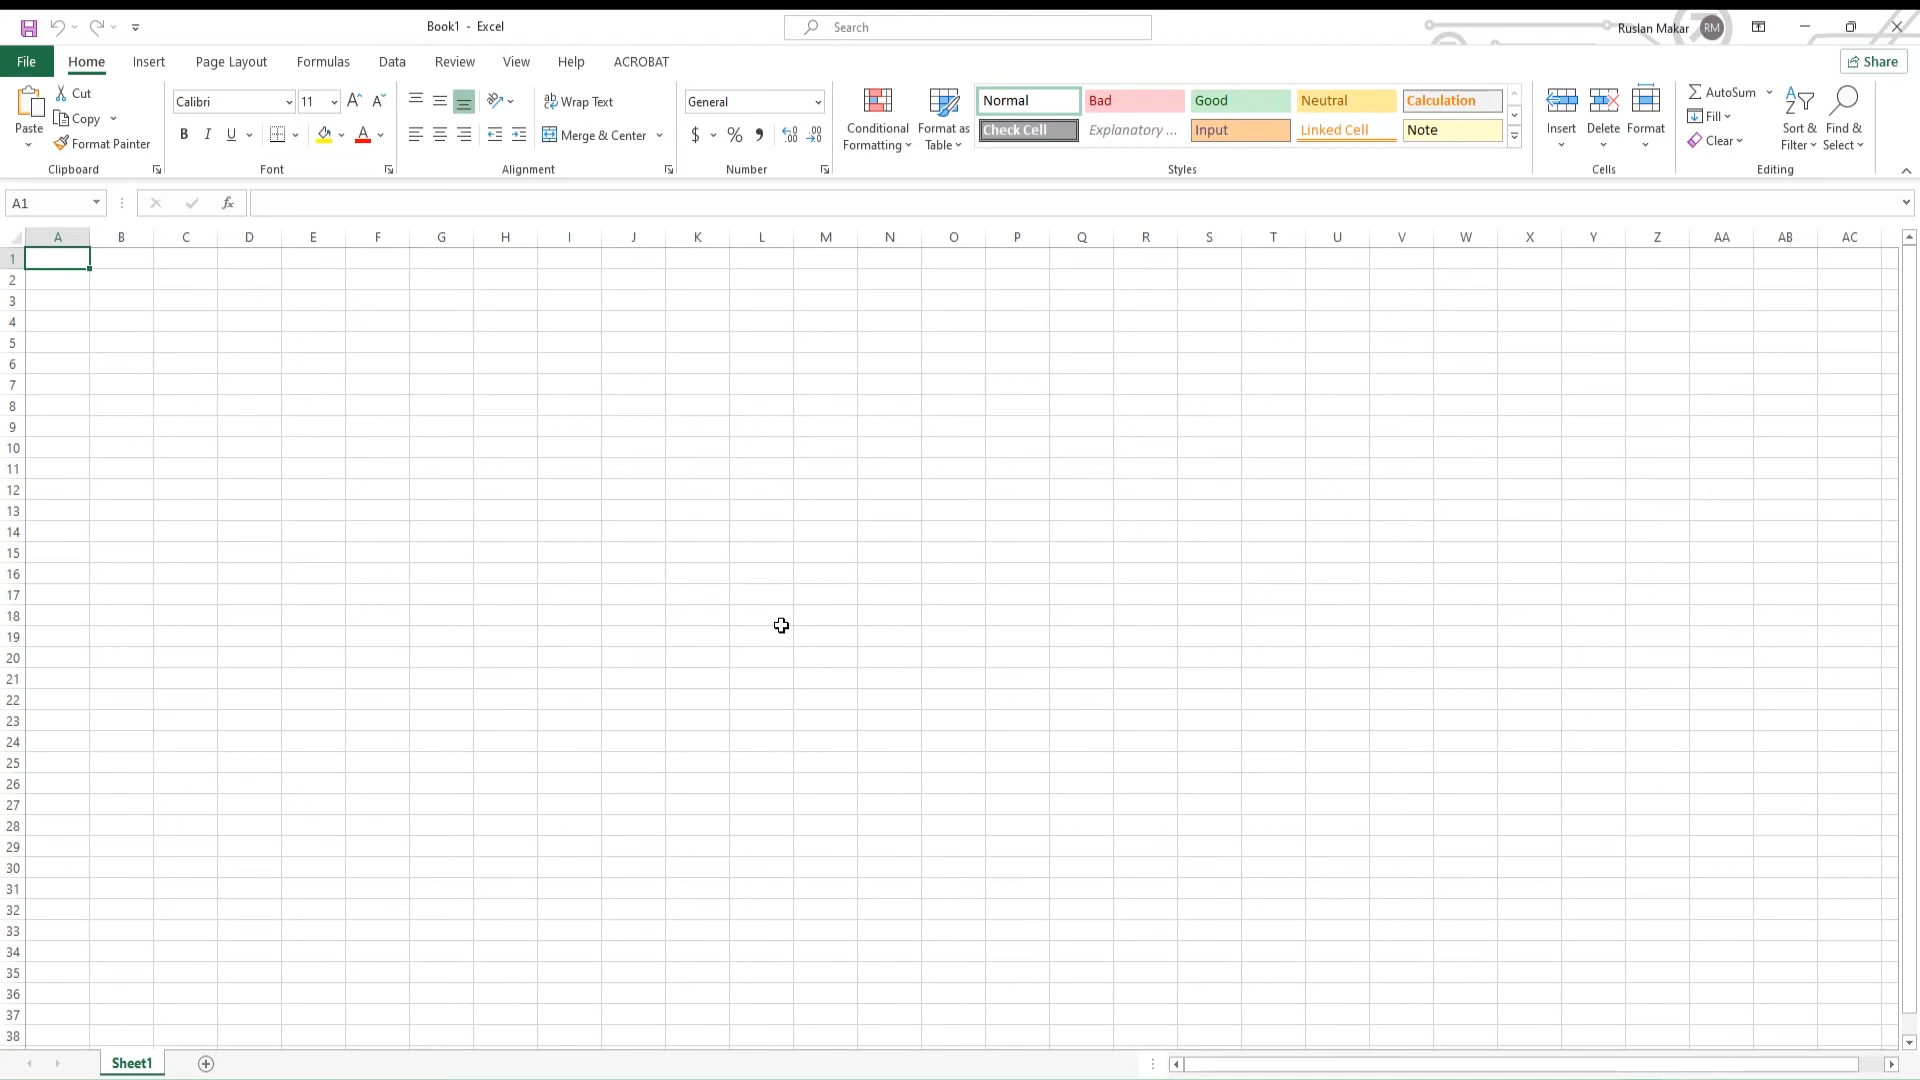 Book1 - Excel
Search
Ruslan Makar
RM
File Home Insert Page Layout Formulas Data Review View Help ACROBAT
Share
Paste
Cut
Copy
Format Painter
Clipboard
Calibri 11
B I U
Font
Wrap Text
Merge & Center
Alignment
General
$ %
Number
Conditional Formatting
Format as Table
Normal Bad Good Neutral Calculation
Check Cell Explanatory ... Input Linked Cell Note
Styles
Insert Delete Format
Cells
AutoSum
Fill
Clear
Sort & Filter
Find & Select
Editing
A1
fx
A B C D E F G H I J K L M N O P Q R S T U V W X Y Z AA AB AC
1
2
3
4
5
6
7
8
9
10
11
12
13
14
15
16
17
18
19
20
21
22
23
24
25
26
27
28
29
30
31
32
33
34
35
36
37
38
Sheet1